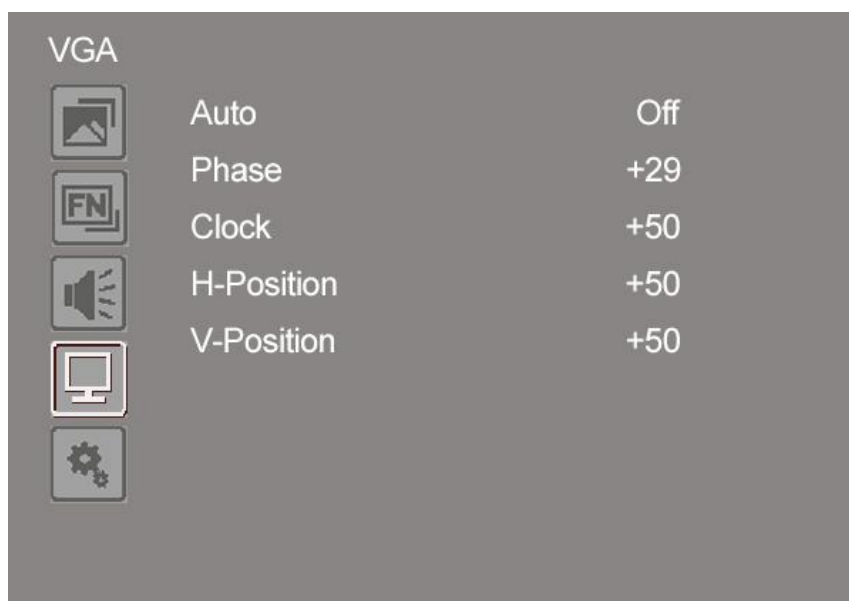 VGA
Auto Off
Phase +29
FN
Clock +50
H-Position +50
V-Position +50